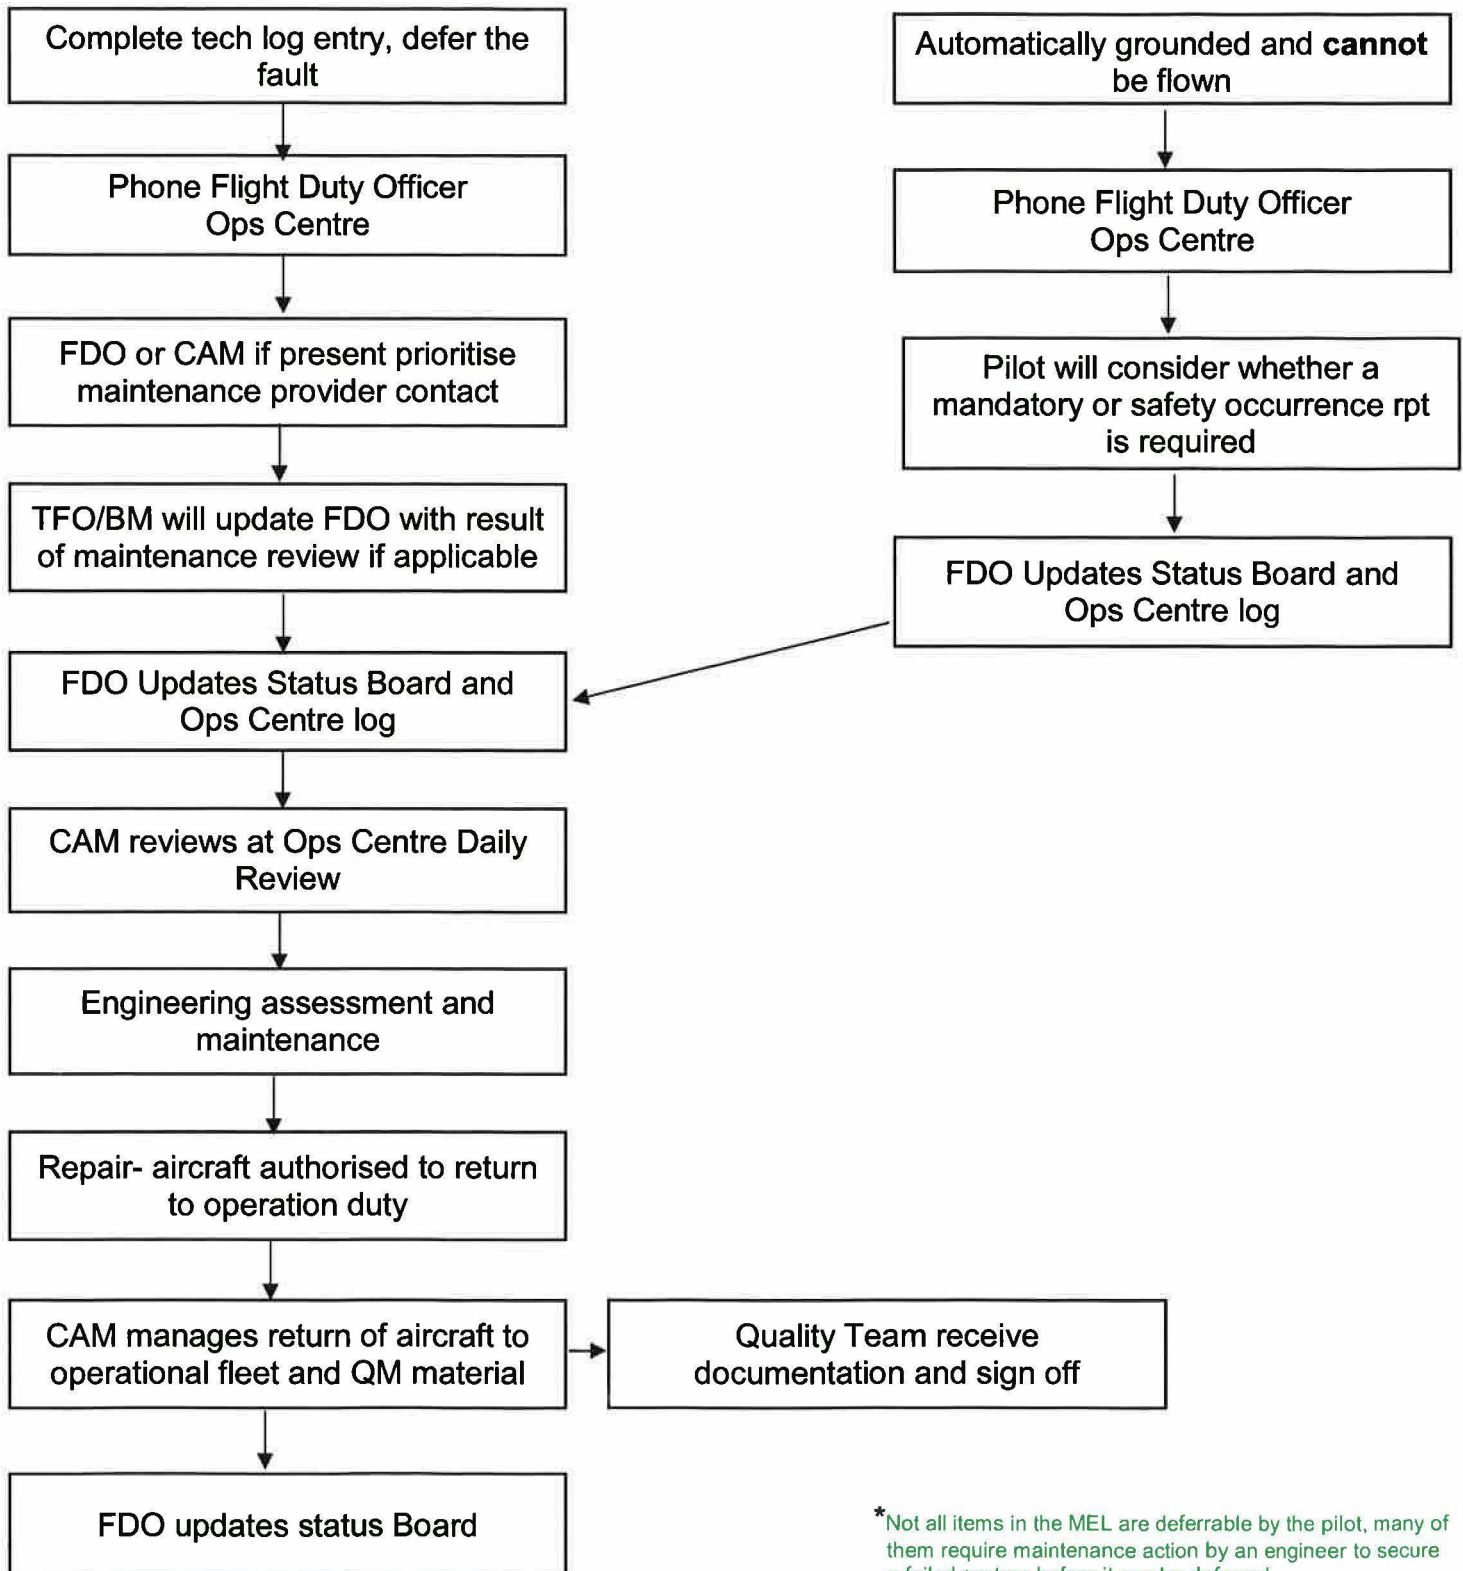 Complete tech log entry, defer the
fault
Phone Flight Duty Officer
Ops Centre
FDO or CAM if present prioritise
maintenance provider contact
TFO/BM will update FDO with result
of maintenance review if applicable
FDO Updates Status Board and
Ops Centre log
CAM reviews at Ops Centre Daily
Review
Engineering assessment and
maintenance
Repair- aircraft authorised to return
to operation duty
CAM manages return of aircraft to
operational fleet and QM material
Quality Team receive
documentation and sign off
FDO updates status Board
Automatically grounded and cannot
be flown
Phone Flight Duty Officer
Ops Centre
Pilot will consider whether a
mandatory or safety occurrence rpt
is required
FDO Updates Status Board and
Ops Centre log
*Not all items in the MEL are deferrable by the pilot, many of
them require maintenance action by an engineer to secure